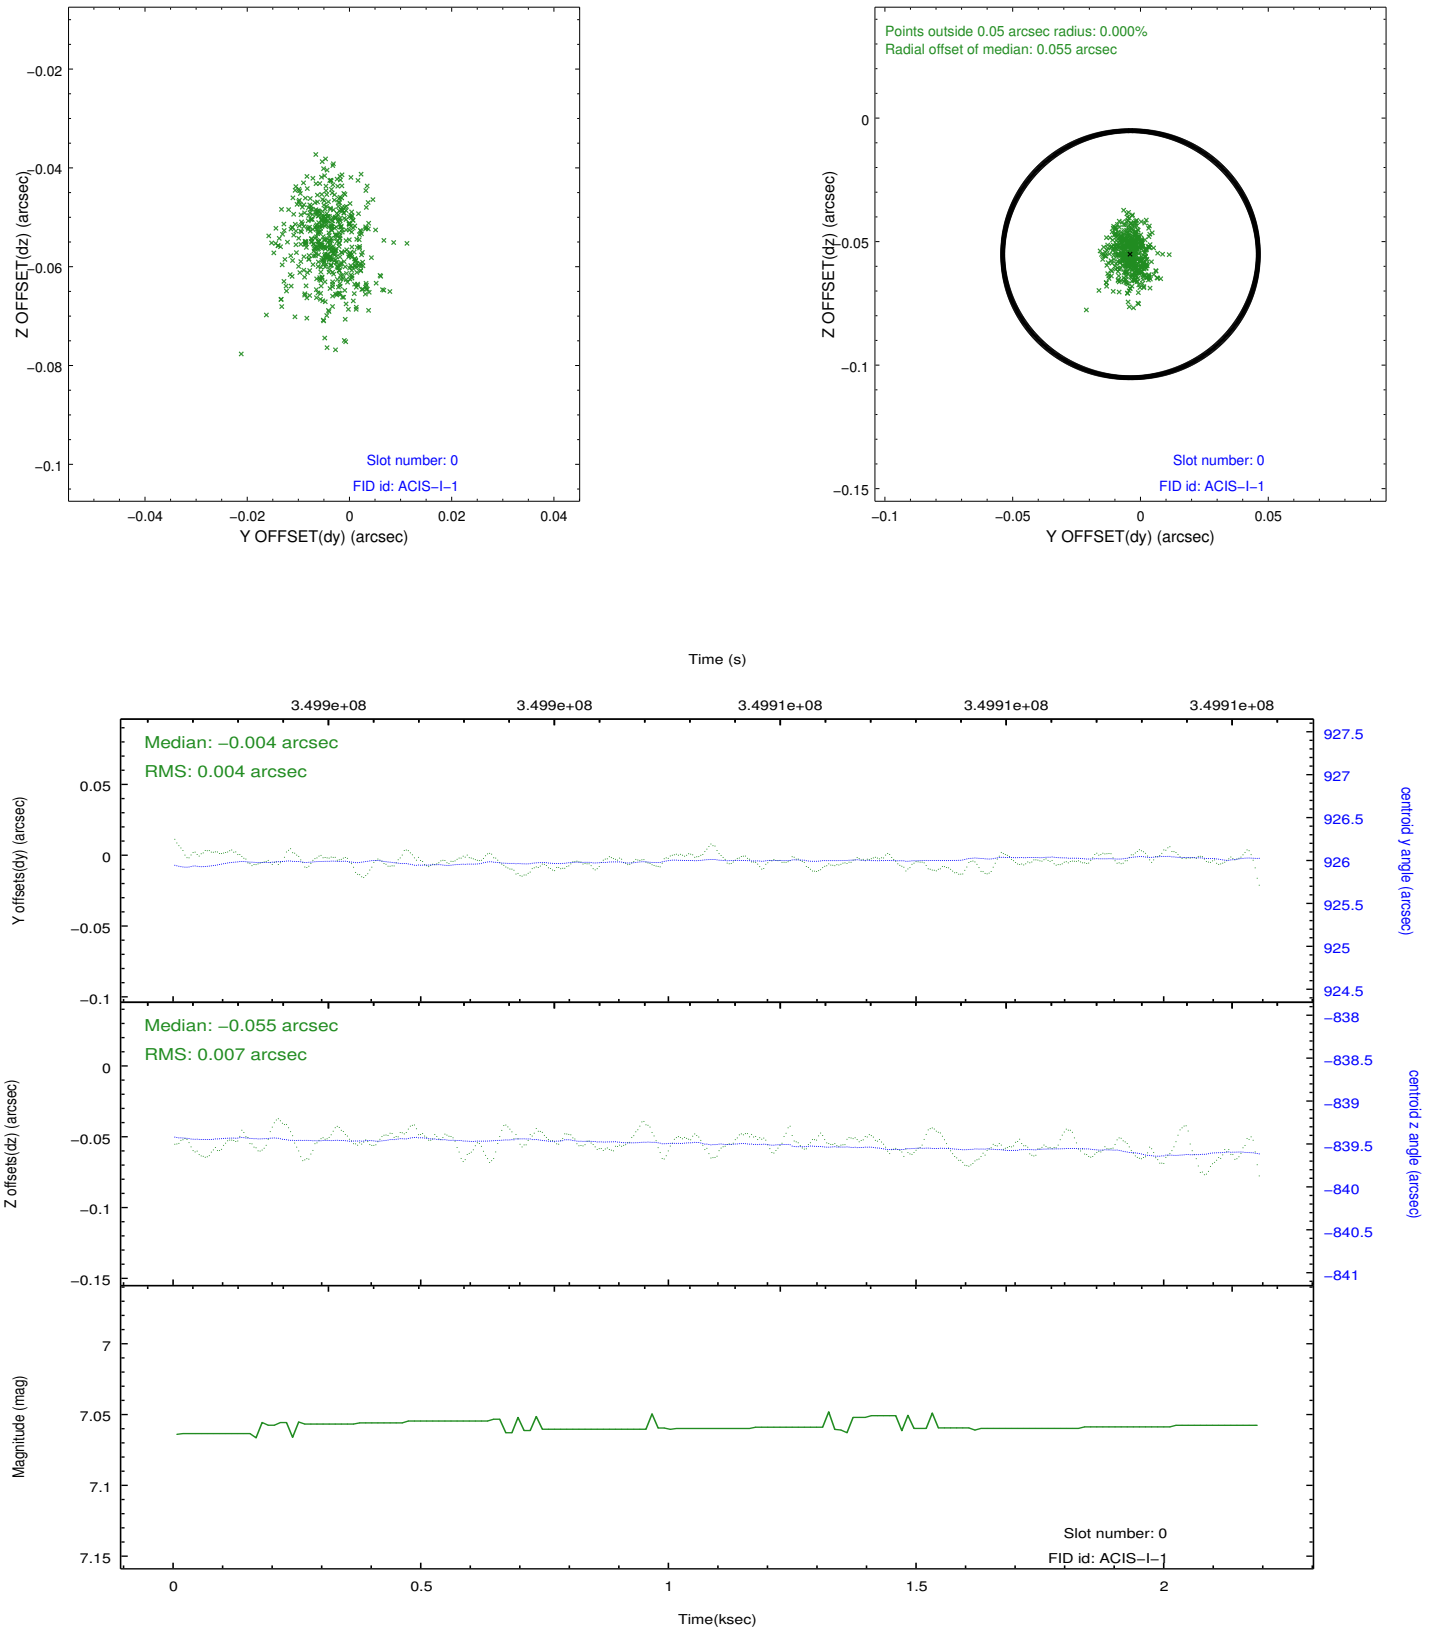 −0.02
−0.04
−0.06
−0.08
−0.1
Z OFFSET(dz) (arcsec)
Slot number: 0
FID id: ACIS−I−1
−0.04
−0.02
0
0.02
0.04
Y OFFSET(dy) (arcsec)
Points outside 0.05 arcsec radius: 0.000%
Radial offset of median: 0.055 arcsec
0
−0.05
−0.1
−0.15
Z OFFSET(dz) (arcsec)
Slot number: 0
FID id: ACIS−I−1
−0.1
−0.05
0
0.05
Y OFFSET(dy) (arcsec)
Time (s)
3.499e+08
3.499e+08
3.4991e+08
3.4991e+08
3.4991e+08
Median: −0.004 arcsec
RMS: 0.004 arcsec
0.05
0
−0.05
−0.1
Y offsets(dy) (arcsec)
927.5
927
926.5
926
925.5
925
924.5
centroid y angle (arcsec)
Median: −0.055 arcsec
RMS: 0.007 arcsec
0
−0.05
−0.1
−0.15
Z offsets(dz) (arcsec)
−838
−838.5
−839
−839.5
−840
−840.5
−841
centroid z angle (arcsec)
7
7.05
7.1
7.15
Magnitude (mag)
Slot number: 0
FID id: ACIS−I−1
0
0.5
1
1.5
2
Time(ksec)